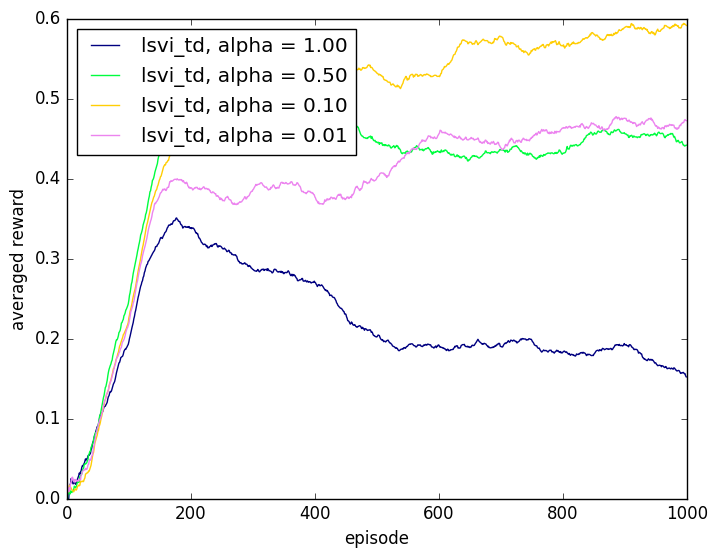 0.6
0.5
0.4
0.3
0.2
0.1
0.0
averaged reward
lsvi_td, alpha = 1.00
lsvi_td, alpha = 0.50
lsvi_td, alpha = 0.10
lsvi_td, alpha = 0.01
0 200 400 600 800 1000
episode